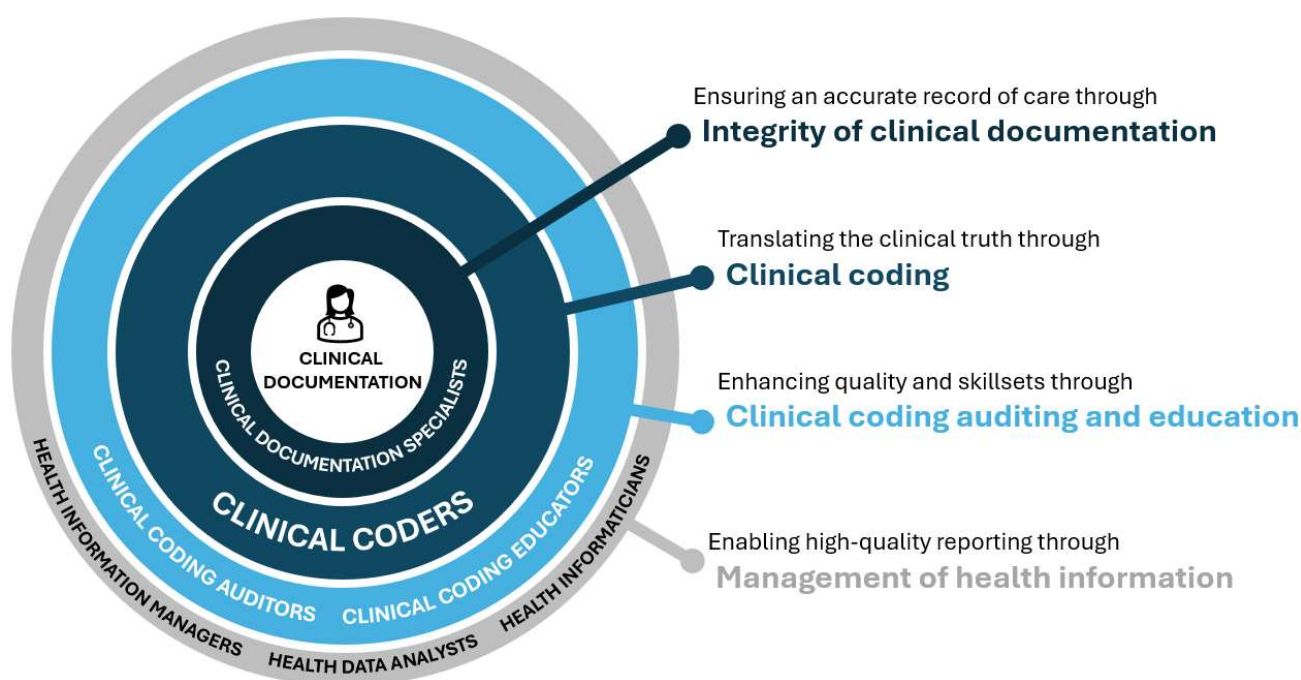 CLINICAL
DOCUMENTATION
CLINICAL DOCUMENTATION SPECIALISTS
CLINICAL CODERS
CLINICAL CODING AUDITORS
CLINICAL CODING EDUCATORS
HEALTH INFORMATION MANAGERS
HEALTH DATA ANALYSTS
HEALTH INFORMATICIANS
Ensuring an accurate record of care through
Integrity of clinical documentation
Translating the clinical truth through
Clinical coding
Enhancing quality and skillsets through
Clinical coding auditing and education
Enabling high-quality reporting through
Management of health information